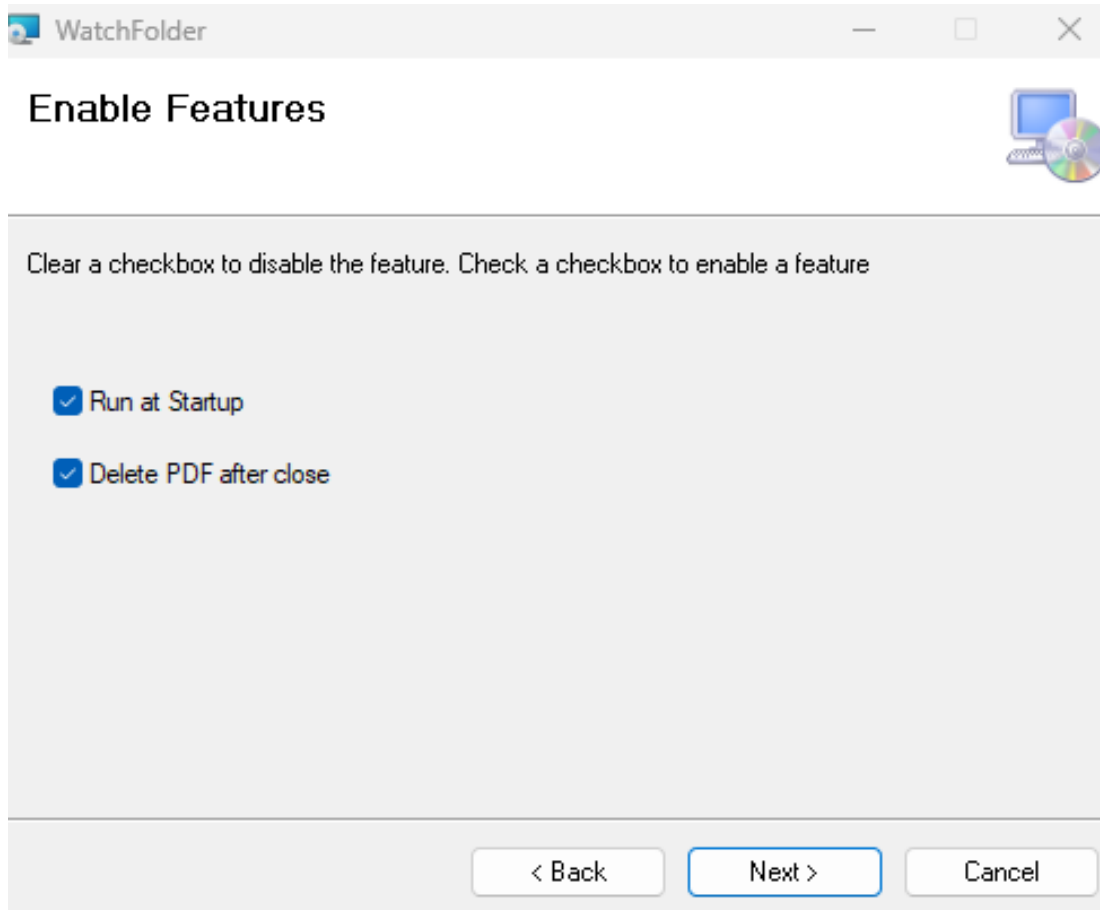 WatchFolder
Enable Features
Clear a checkbox to disable the feature. Check a checkbox to enable a feature
Run at Startup
Delete PDF after close
< Back
Next >
Cancel